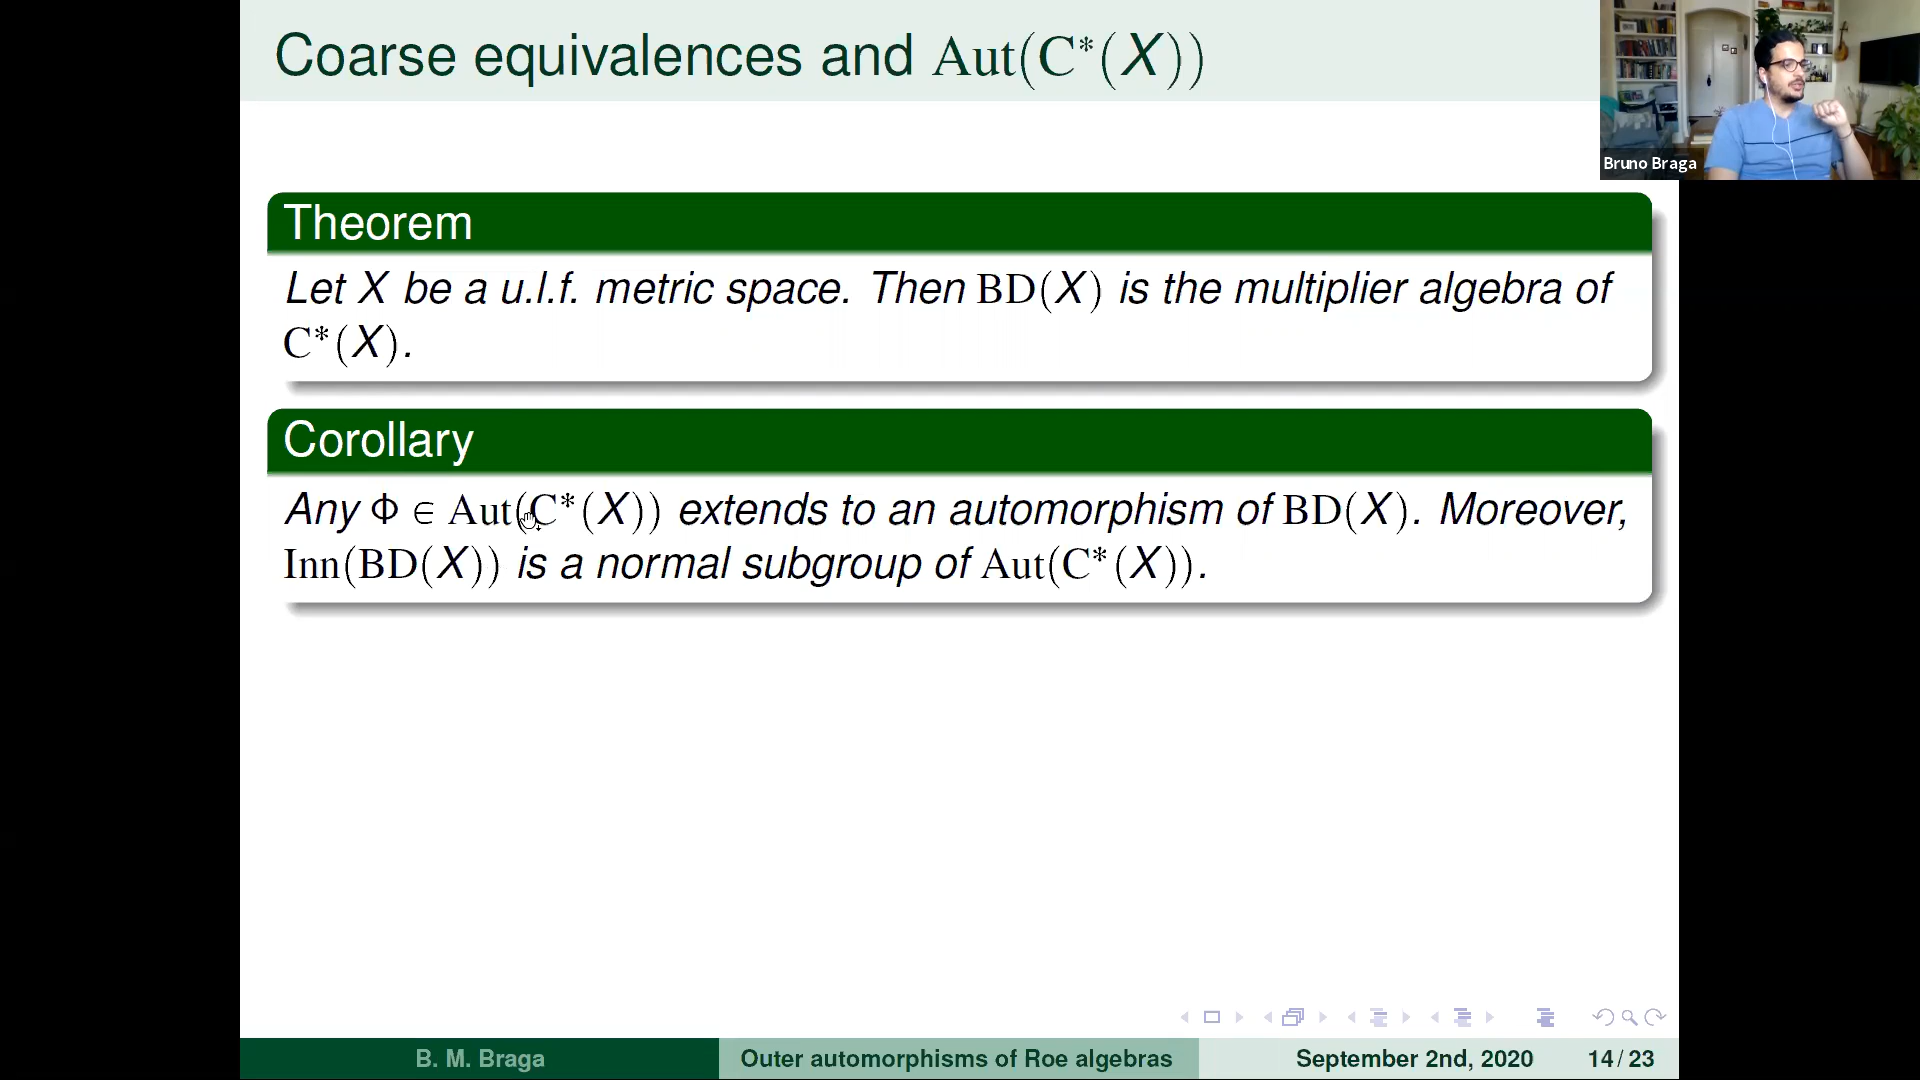 Coarse equivalences and Aut(C*(X))
Bruno Braga
Theorem
Let X be a u.l.f. metric space. Then BD(X) is the multiplier algebra of
C*(X).
Corollary
Any Φ ∈ Aut(C*(X)) extends to an automorphism of BD(X). Moreover,
Inn(BD(X)) is a normal subgroup of Aut(C*(X)).
B. M. Braga
Outer automorphisms of Roe algebras
September 2nd, 2020
14 / 23